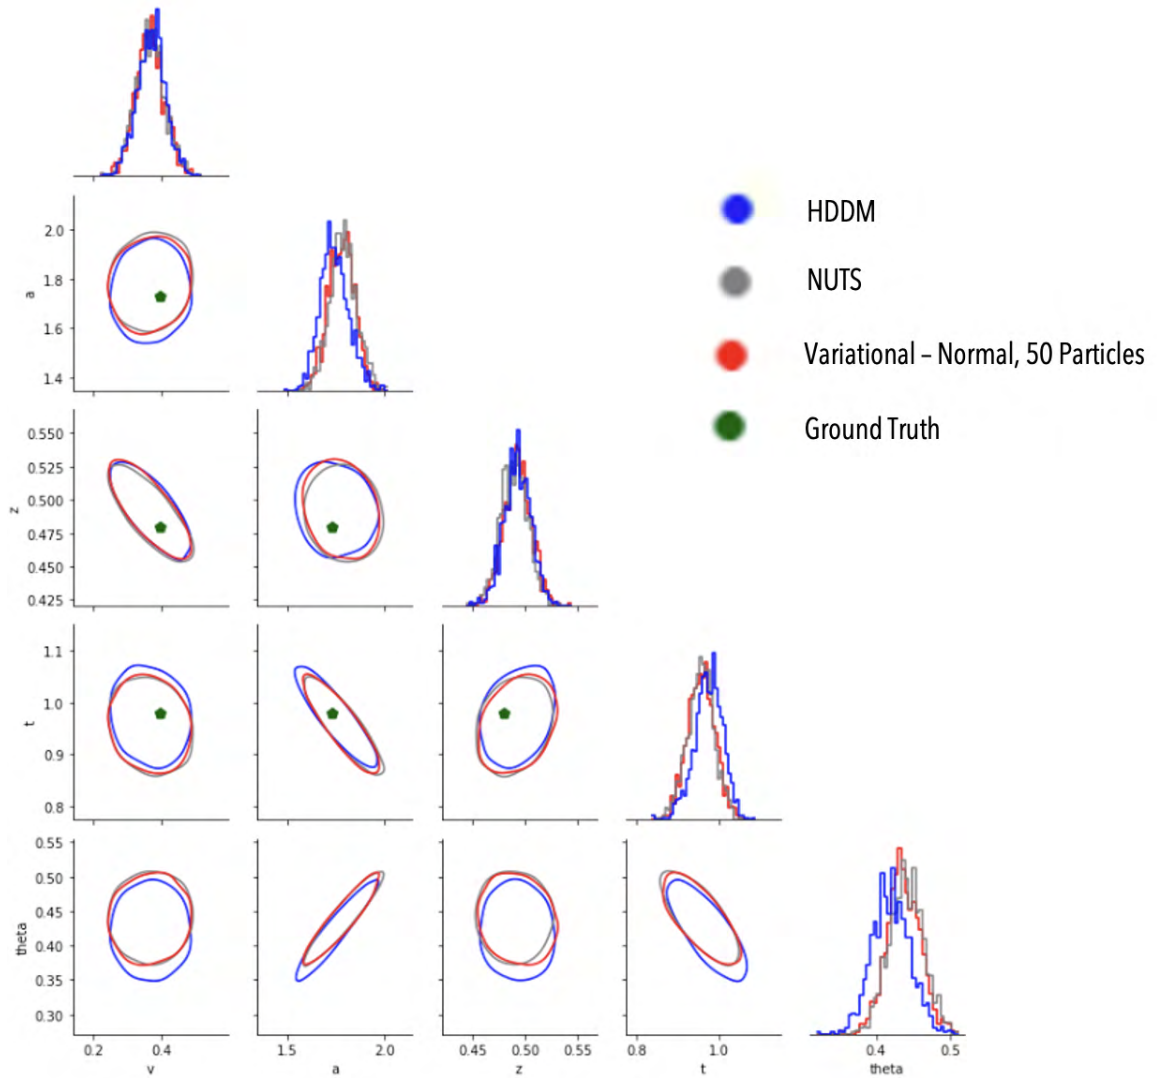 HDDM
NUTS
Variational – Normal, 50 Particles
Ground Truth
0.2 0.4
2.0
1.8
1.6
1.4
a
1.5 2.0
0.550
0.525
0.500
0.475
0.450
0.425
z
0.45 0.50 0.55
1.1
1.0
0.9
0.8
t
0.8 1.0
0.55
0.50
0.45
0.40
0.35
0.30
theta
0.4 0.5
v
a
z
t
theta